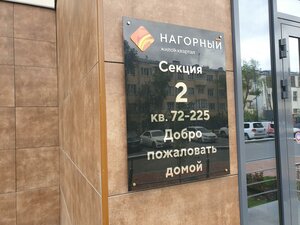 НАГОРНЫЙ
ЖИЛОЙ КВАРТАЛ
Секция
2
кв. 72-225
Добро
пожаловать
домой